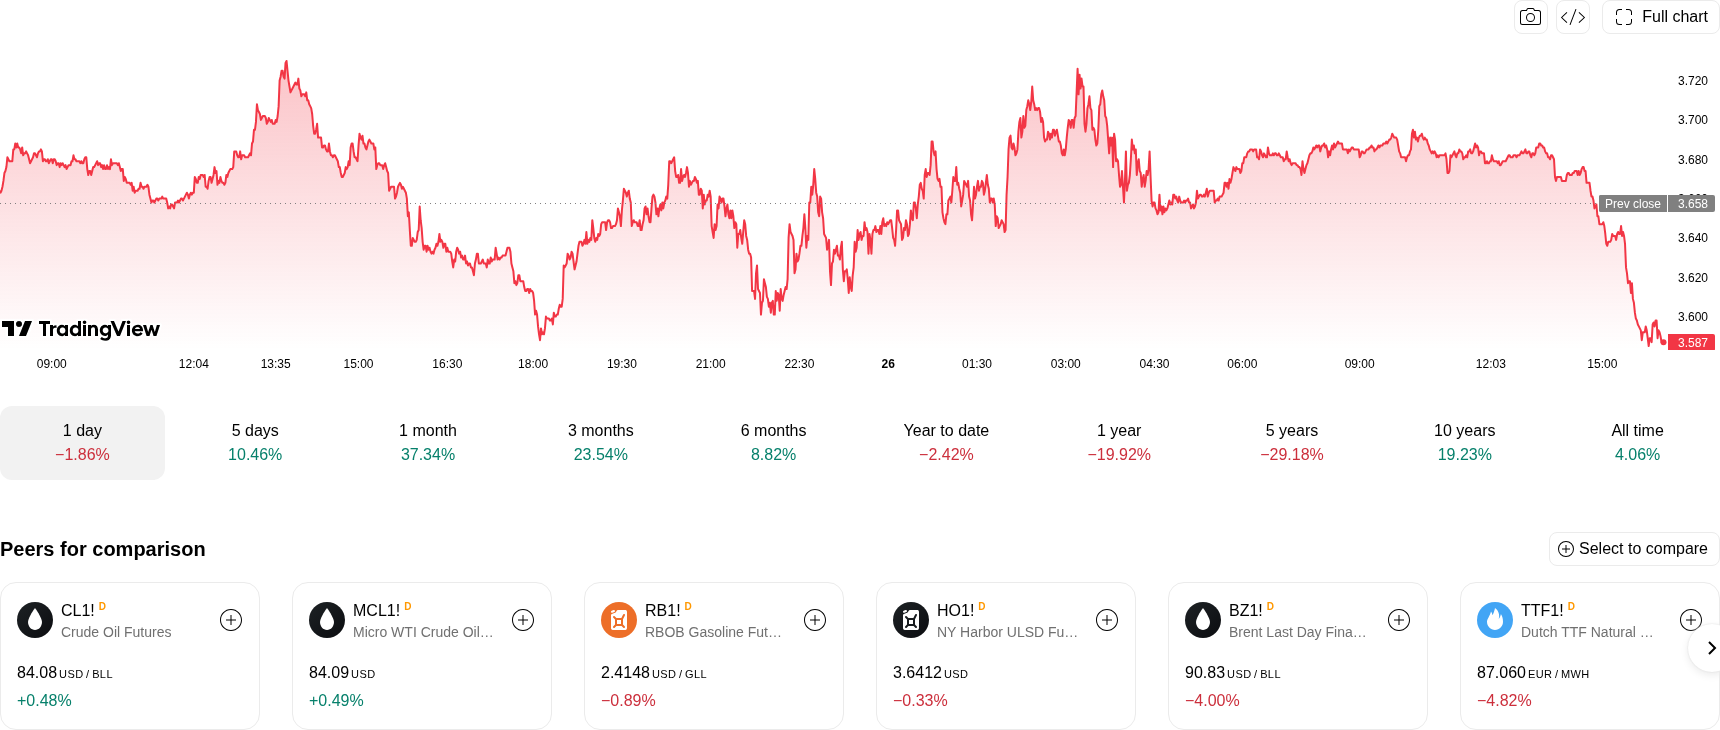 Full chart
3.720
3.700
3.680
Prev close 3.658
3.640
3.620
3.600
3.587
TradingView
09:00 12:04 13:35 15:00 16:30 18:00 19:30 21:00 22:30 26 01:30 03:00 04:30 06:00 09:00 12:03 15:00
1 day 5 days 1 month 3 months 6 months Year to date 1 year 5 years 10 years All time
−1.86% 10.46% 37.34% 23.54% 8.82% −2.42% −19.92% −29.18% 19.23% 4.06%
Peers for comparison
Select to compare
CL1! D
Crude Oil Futures
84.08 USD / BLL
+0.48%
MCL1! D
Micro WTI Crude Oil…
84.09 USD
+0.49%
RB1! D
RBOB Gasoline Fut…
2.4148 USD / GLL
−0.89%
HO1! D
NY Harbor ULSD Fu…
3.6412 USD
−0.33%
BZ1! D
Brent Last Day Fina…
90.83 USD / BLL
−4.00%
TTF1! D
Dutch TTF Natural …
87.060 EUR / MWH
−4.82%